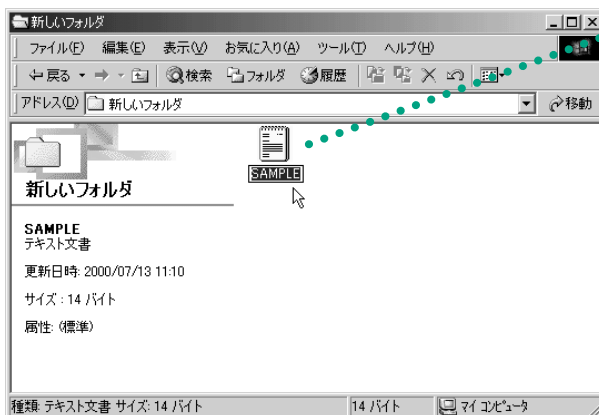 新しいフォルダ
ファイル(F) 編集(E) 表示(V) お気に入り(A) ツール(T) ヘルプ(H)
戻る 検索 フォルダ 履歴
アドレス(D) 新しいフォルダ 移動
新しいフォルダ
SAMPLE
SAMPLE
テキスト文書
更新日時: 2000/07/13 11:10
サイズ : 14 バイト
属性: (標準)
種類: テキスト文書 サイズ: 14 バイト 14 バイト マイ コンピュータ